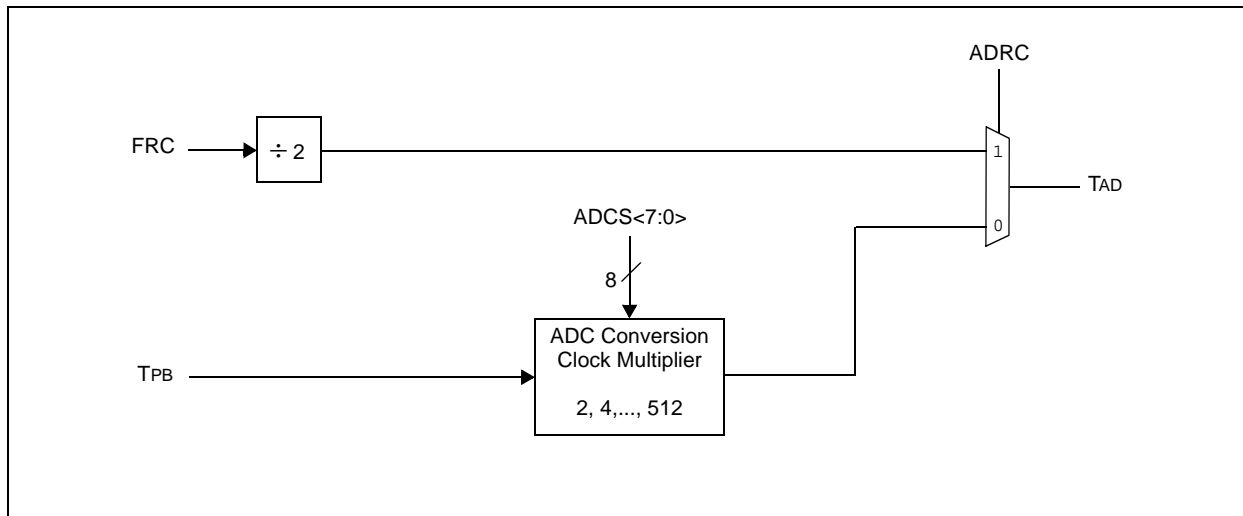 ADRC
FRC
÷ 2
1
TAD
ADCS<7:0>
0
8
ADC Conversion
Clock Multiplier
TPB
2, 4,..., 512